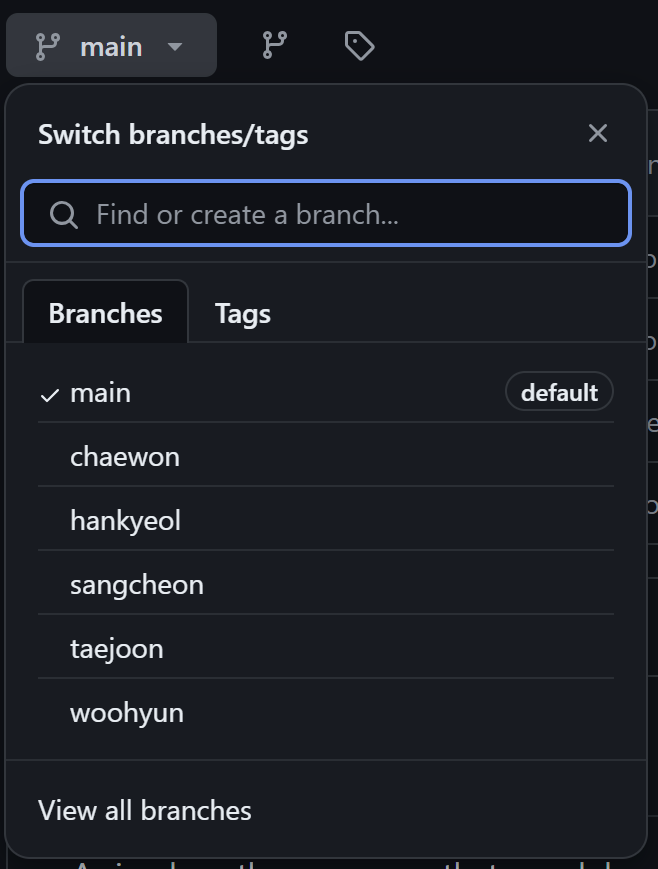 main
Switch branches/tags
Find or create a branch...
Branches Tags
main default
chaewon
hankyeol
sangcheon
taejoon
woohyun
View all branches